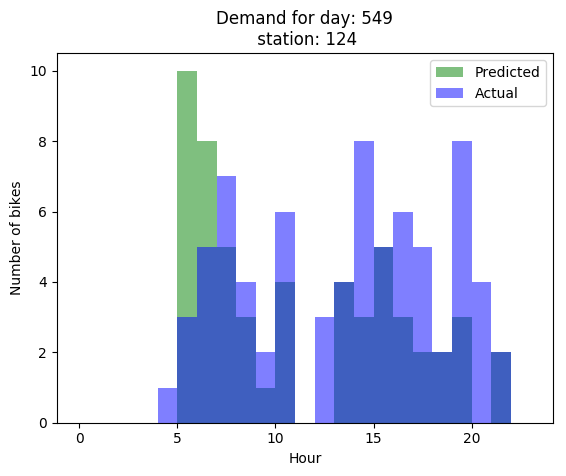 Demand for day: 549
station: 124
Predicted
Actual
Number of bikes
10
8
6
4
2
0
0
5
10
15
20
Hour